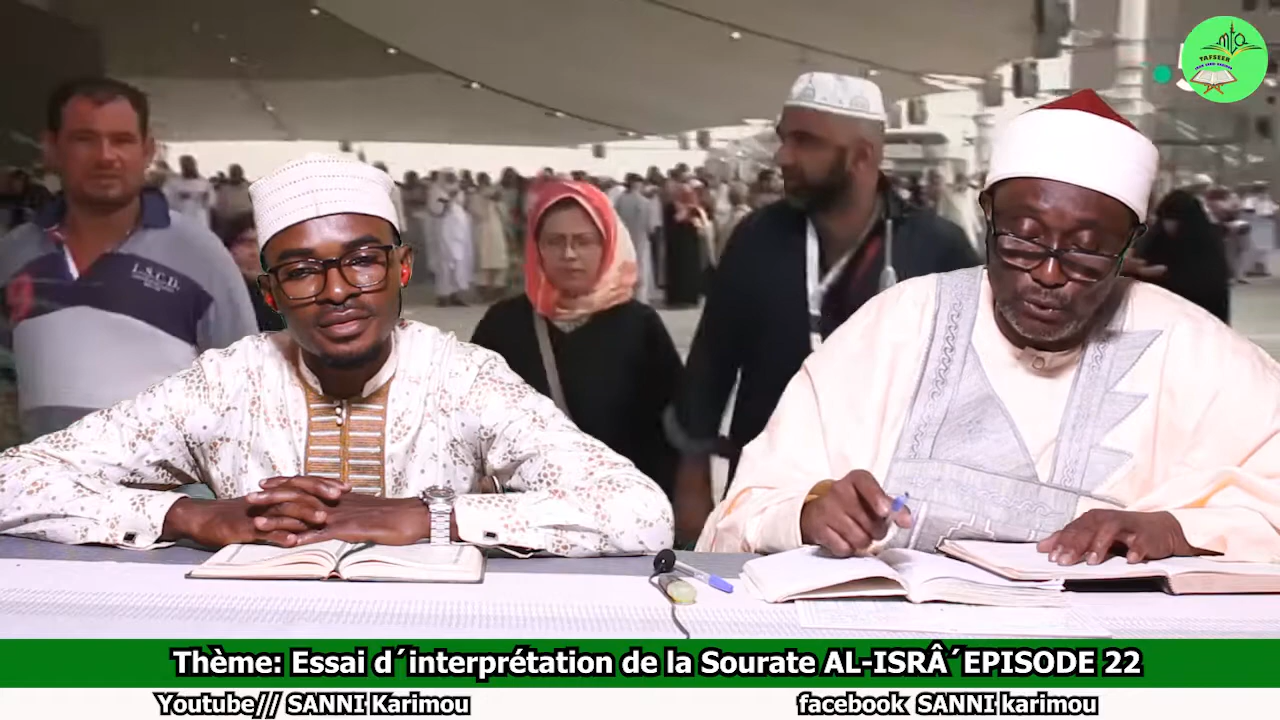 TAFSEER
L.S.C.D.
Thème: Essai d´interprétation de la Sourate AL-ISRÂ´EPISODE 22
Youtube// SANNI Karimou
facebook SANNI karimou